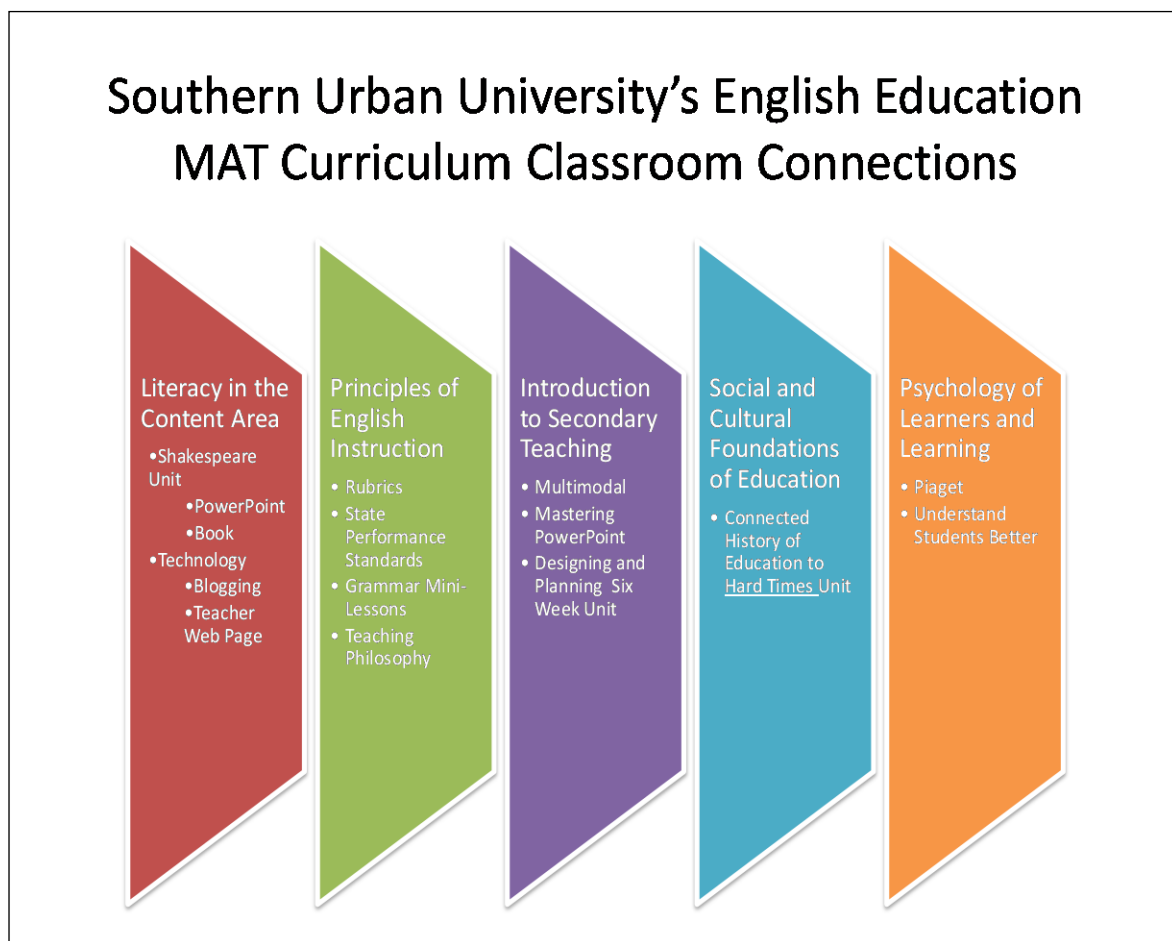 Southern Urban University’s English Education
MAT Curriculum Classroom Connections
Literacy in the
Content Area
•Shakespeare
Unit
•PowerPoint
•Book
•Technology
•Blogging
•Teacher
Web Page
Principles of
English
Instruction
• Rubrics
• State
Performance
Standards
• Grammar Mini-
Lessons
• Teaching
Philosophy
Introduction
to Secondary
Teaching
• Multimodal
• Mastering
PowerPoint
• Designing and
Planning Six
Week Unit
Social and
Cultural
Foundations
of Education
• Connected
History of
Education to
Hard Times Unit
Psychology of
Learners and
Learning
• Piaget
• Understand
Students Better